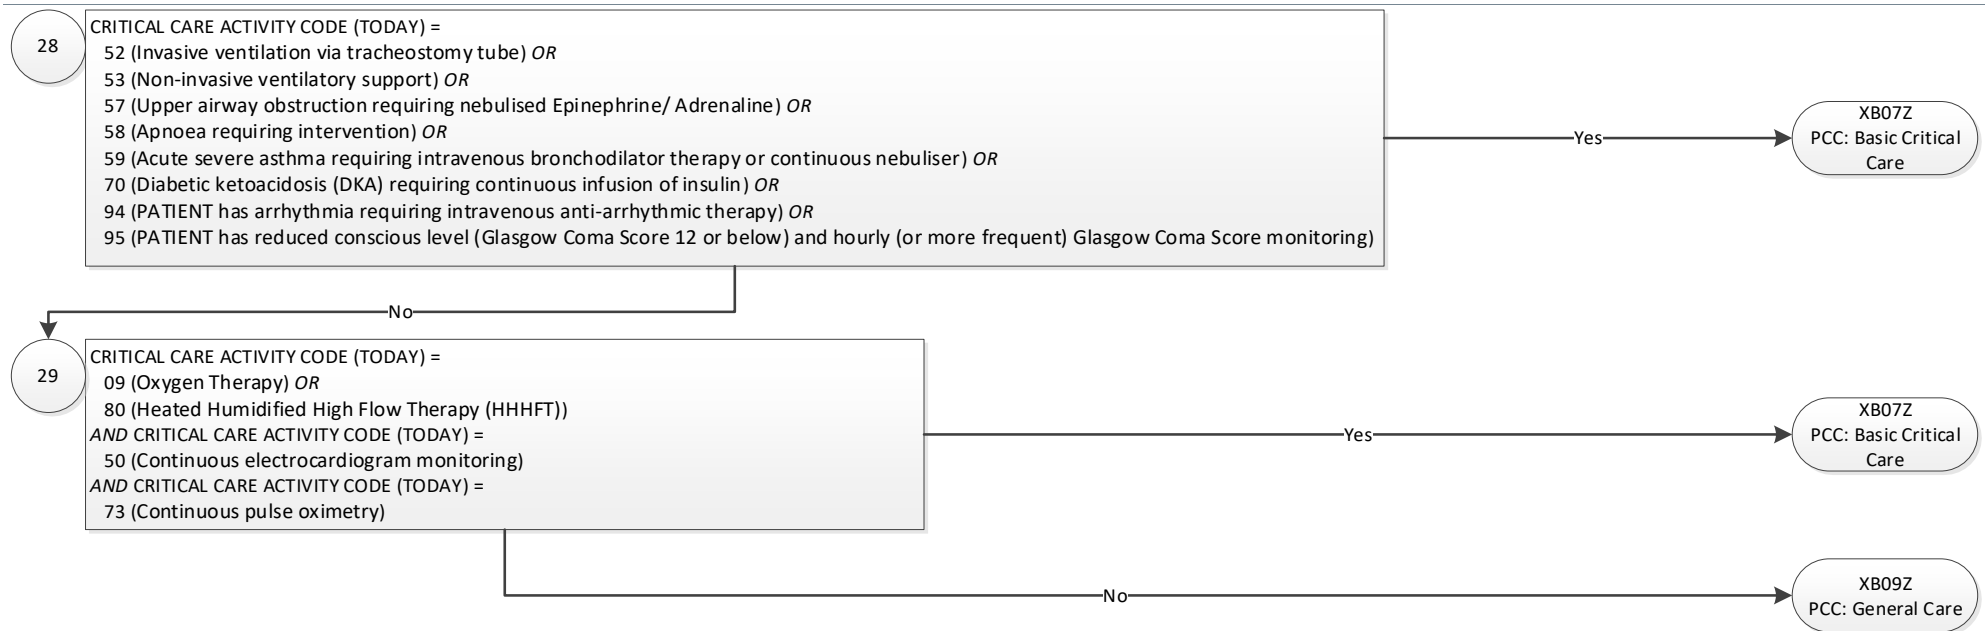 28
CRITICAL CARE ACTIVITY CODE (TODAY) =
52 (Invasive ventilation via tracheostomy tube) OR
53 (Non-invasive ventilatory support) OR
57 (Upper airway obstruction requiring nebulised Epinephrine/ Adrenaline) OR
58 (Apnoea requiring intervention) OR
59 (Acute severe asthma requiring intravenous bronchodilator therapy or continuous nebuliser) OR
70 (Diabetic ketoacidosis (DKA) requiring continuous infusion of insulin) OR
94 (PATIENT has arrhythmia requiring intravenous anti-arrhythmic therapy) OR
95 (PATIENT has reduced conscious level (Glasgow Coma Score 12 or below) and hourly (or more frequent) Glasgow Coma Score monitoring)
Yes
XB07Z
PCC: Basic Critical
Care
No
29
CRITICAL CARE ACTIVITY CODE (TODAY) =
09 (Oxygen Therapy) OR
80 (Heated Humidified High Flow Therapy (HHHFT))
AND CRITICAL CARE ACTIVITY CODE (TODAY) =
50 (Continuous electrocardiogram monitoring)
AND CRITICAL CARE ACTIVITY CODE (TODAY) =
73 (Continuous pulse oximetry)
Yes
XB07Z
PCC: Basic Critical
Care
No
XB09Z
PCC: General Care